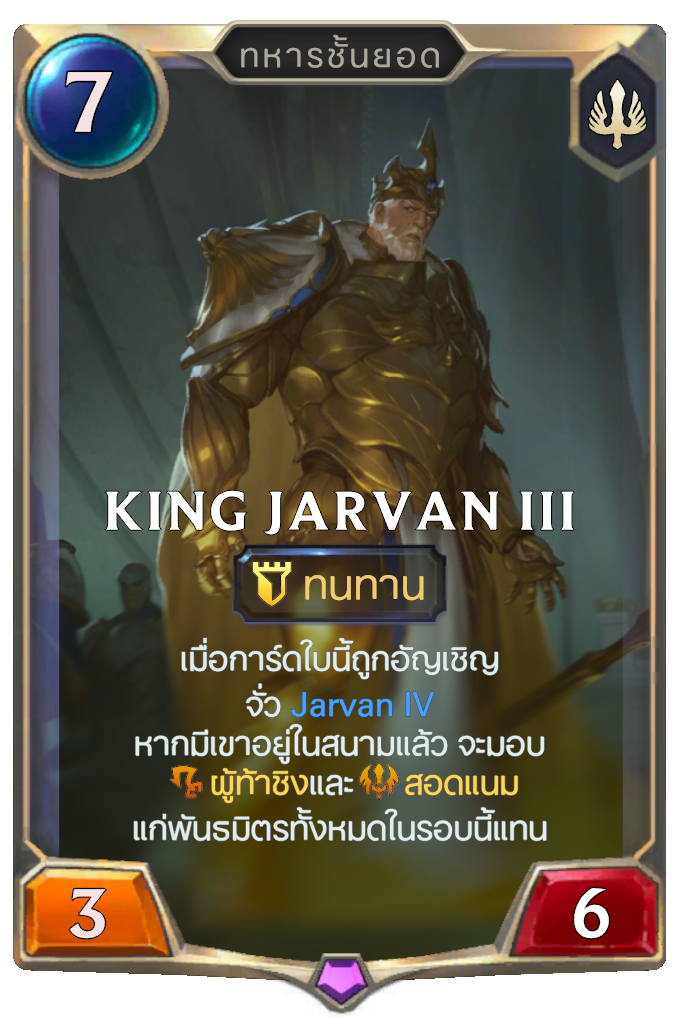 ทหารชั้นยอด
7
KING JARVAN III
ทนทาน
เมื่อการ์ดใบนี้ถูกอัญเชิญ
จั่ว Jarvan IV
หากมีเขาอยู่ในสนามแล้ว จะมอบ
ผู้ท้าชิงและ สอดแนม
แก่พันธมิตรทั้งหมดในรอบนี้แทน
3
6